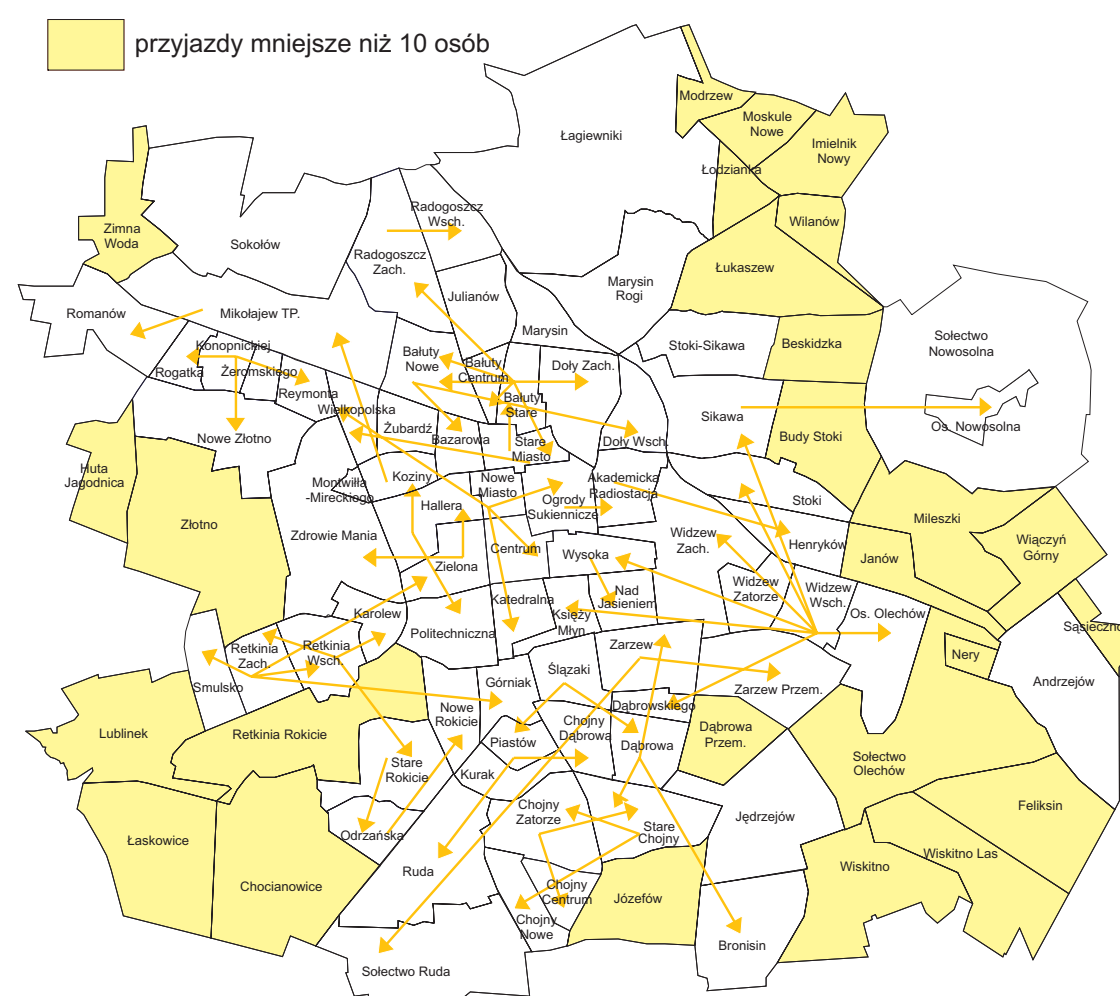 przyjazdy mniejsze niż 10 osób
Modrzew
Moskule
Nowe
Imielnik
Nowy
Łagiewniki
Łodzianka
Wilanów
Radogoszcz
Wsch.
Zimna
Woda
Sokołów
Radogoszcz
Zach.
Łukaszew
Marysin
Rogi
Julianów
Romanów
Mikołajew TP.
Marysin
Sołectwo
Nowosolna
Stoki-Sikawa
Beskidzka
Konopnickiej
Rogatka
Żeromskiego
Reymonta
Bałuty
Nowe
Bałuty
Centrum
Doły Zach.
Bałuty
Stare
Wielkopolska
Żubardź
Bazarowa
Sikawa
Os. Nowosolna
Nowe Złotno
Stare
Miasto
Doły Wsch.
Budy Stoki
Huta
Jagodnica
Montwiłła
-Mireckiego
Koziny
Nowe
Miasto
Akademicka
Radiostacja
Ogrody
Sukiennicze
Stoki
Hallera
Złotno
Mileszki
Zdrowie Mania
Widzew
Zach.
Henryków
Wiączyń
Górny
Centrum
Wysoka
Janów
Zielona
Widzew
Zatorze
Widzew
Wsch.
Nad
Jasieniem
Katedralna
Księży
Młyn
Os. Olechów
Karolew
Politechniczna
Sąsieczno
Retkinia
Zach.
Retkinia
Wsch.
Zarzew
Nery
Ślązaki
Andrzejów
Smulsko
Górniak
Zarzew Przem.
Dąbrowskiego
Nowe
Rokicie
Chojny
Dąbrowa
Dąbrowa
Przem.
Lublinek
Retkinia Rokicie
Piastów
Dąbrowa
Stare
Rokicie
Sołectwo
Olechów
Kurak
Feliksin
Chojny
Zatorze
Jędrzejów
Stare
Chojny
Odrzańska
Łaskowice
Wiskitno Las
Wiskitno
Ruda
Chocianowice
Chojny
Centrum
Józefów
Chojny
Nowe
Bronisin
Sołectwo Ruda